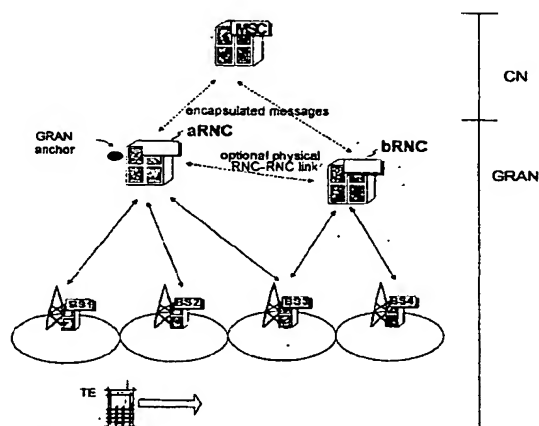 MSC
CN
encapsulated messages
aRNC
GRAN
anchor
optional physical
RNC-RNC link
bRNC
GRAN
BS1
BS2
BS3
BS4
TE